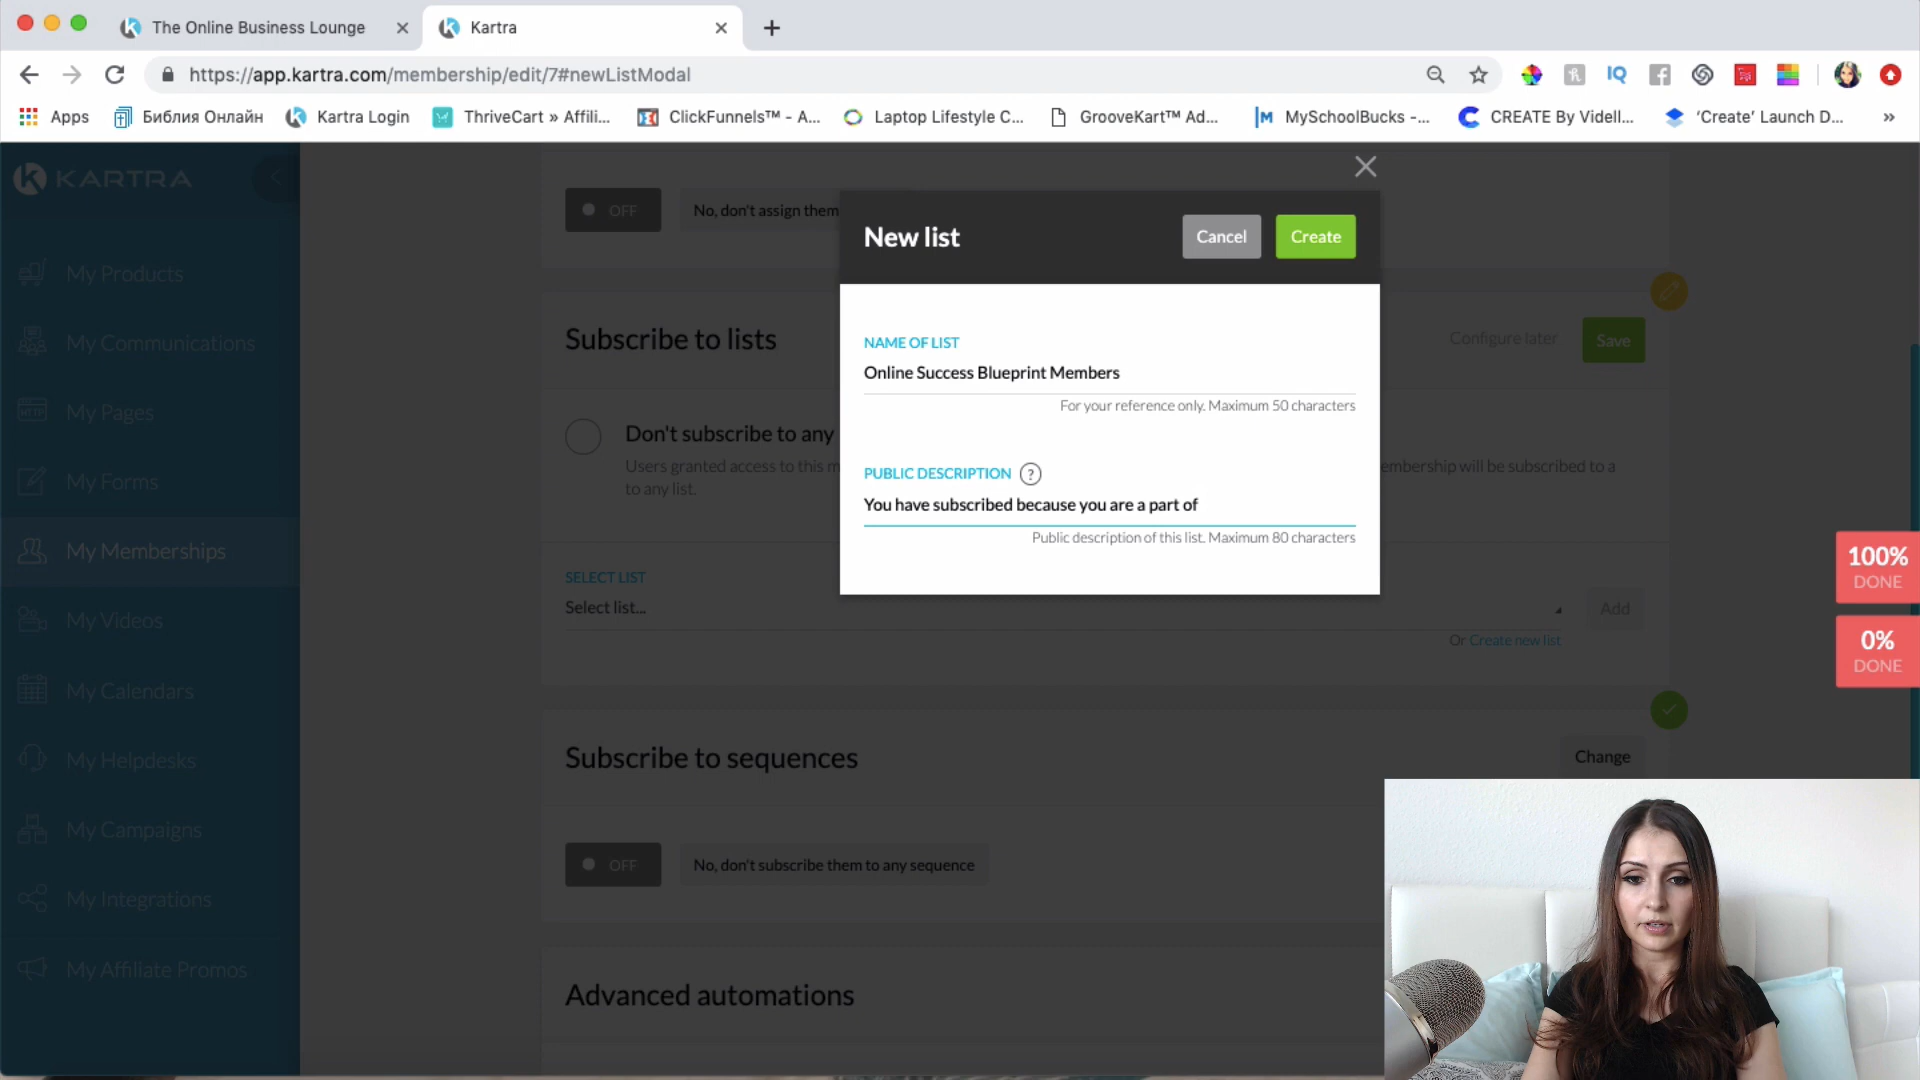 The Online Business Lounge
Kartra
https://app.kartra.com/membership/edit/7#newListModal
IQ
Apps
Библия Онлайн
Kartra Login
ThriveCart » Affili...
ClickFunnels™ - A...
Laptop Lifestyle C...
GrooveKart™ Ad...
MySchoolBucks -...
CREATE By Videll...
‘Create’ Launch D...
»
KARTRA
My Products
My Communications
My Pages
My Forms
My Memberships
My Videos
My Calendars
My Helpdesks
My Campaigns
My Integrations
My Affiliate Promos
OFF
No, don't assign them
New list
Cancel
Create
NAME OF LIST
Online Success Blueprint Members
For your reference only. Maximum 50 characters
PUBLIC DESCRIPTION ?
You have subscribed because you are a part of
Public description of this list. Maximum 80 characters
Subscribe to lists
Configure later
Save
Don't subscribe to any
Users granted access to this m
embership will be subscribed to a
to any list.
SELECT LIST
Select list...
Add
Or Create new list
Subscribe to sequences
Change
OFF
No, don't subscribe them to any sequence
Advanced automations
100%
DONE
0%
DONE